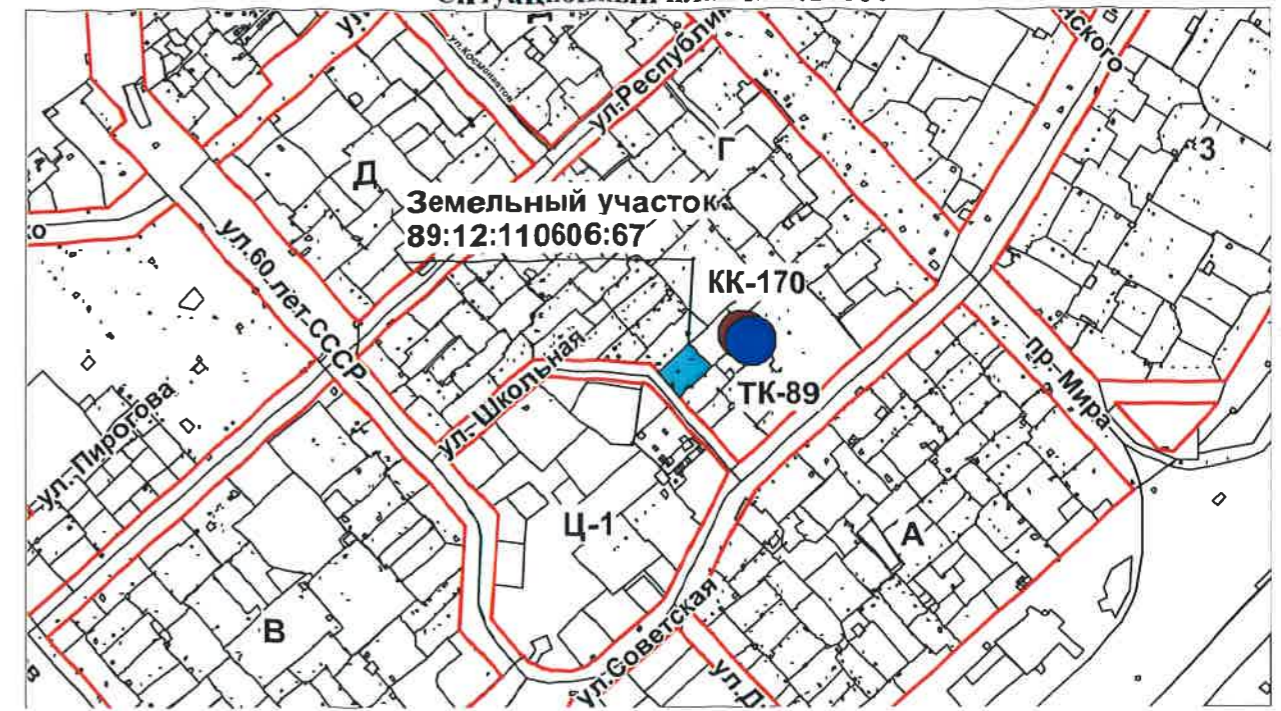 ул.Космонавтов
Г
З
Д
Земельный участок
89:12:110606:67
КК-170
ул.60 лет-СССР
пр-Мира
ул-Школьная
ТК-89
ул-Пирогова
Ц-1
А
В
ул.Советская